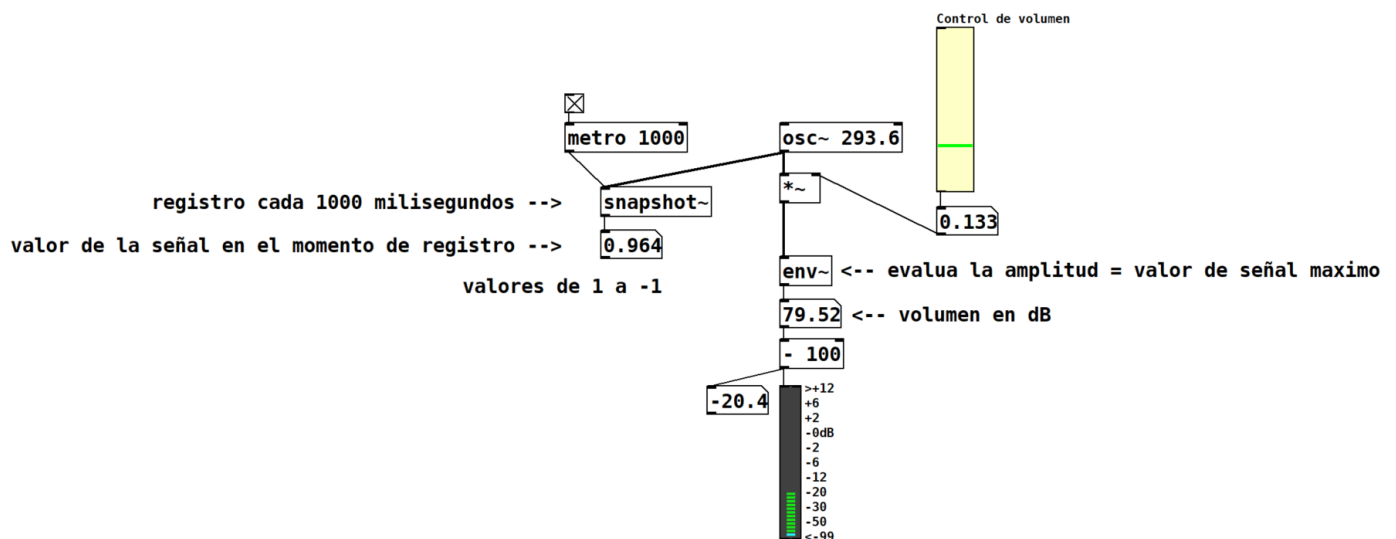 Control de volumen
metro 1000
osc~ 293.6
*~
registro cada 1000 milisegundos -->
snapshot~
0.133
valor de la señal en el momento de registro -->
0.964
env~
<-- evalua la amplitud = valor de señal maximo
valores de 1 a -1
79.52
<-- volumen en dB
- 100
-20.4
>+12
+6
+2
-0dB
-2
-6
-12
-20
-30
-50
<-99